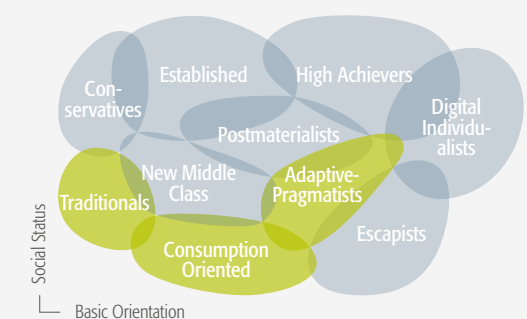 Established
High Achievers
Con-
servatives
Digital
Individu-
alists
Postmaterialists
New Middle
Class
Adaptive-
Pragmatists
Traditionals
Escapists
Consumption
Oriented
Social Status
Basic Orientation